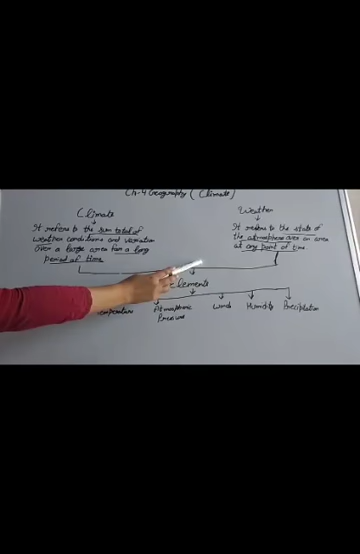 Ch-4 Geography (Climate)
Climate
It refers to the sum total of
weather conditions and variation
over a large area for a long
period of time
Weather
It refers to the state of
the atmosphere over an area
at any point of time
Elements
Temperature
Atmospheric
Pressure
Wind
Humidity
Precipitation